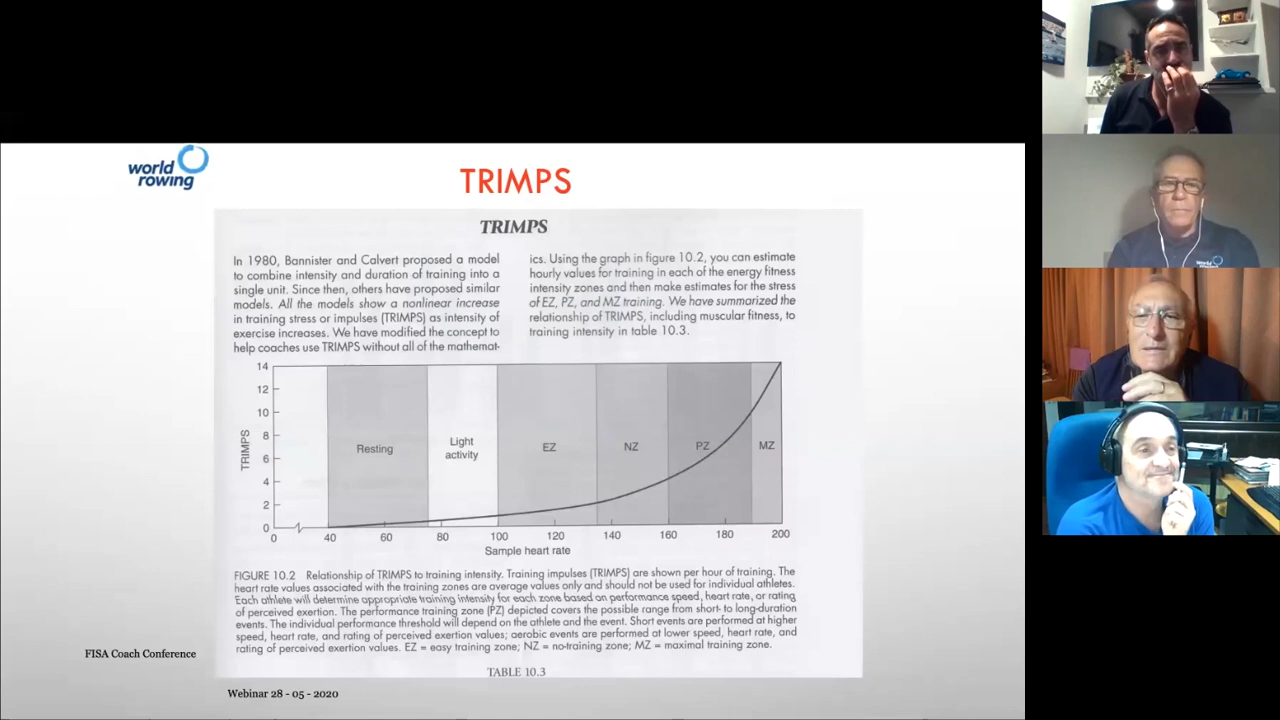 world
rowing
TRIMPS
TRIMPS
In 1980, Bannister and Calvert proposed a model
to combine intensity and duration of training into a
single unit. Since then, others have proposed similar
models. All the models show a nonlinear increase
in training stress or impulses (TRIMPS) as intensity of
exercise increases. We have modified the concept to
help coaches use TRIMPS without all of the mathemat-
ics. Using the graph in figure 10.2, you can estimate
hourly values for training in each of the energy fitness
intensity zones and then make estimates for the stress
of EZ, PZ, and MZ training. We have summarized the
relationship of TRIMPS, including muscular fitness, to
training intensity in table 10.3.
14
12
10
8
6
4
2
0
TRIMPS
Resting
Light
activity
EZ
NZ
PZ
MZ
0 40 60 80 100 120 140 160 180 200
Sample heart rate
FIGURE 10.2 Relationship of TRIMPS to training intensity. Training impulses (TRIMPS) are shown per hour of training. The
heart rate values associated with the training zones are average values only and should not be used for individual athletes.
Each athlete will determine appropriate training intensity for each zone based on performance speed, heart rate, or rating
of perceived exertion. The performance training zone (PZ) depicted covers the possible range from short- to long-duration
events. The individual performance threshold will depend on the athlete and the event. Short events are performed at higher
speed, heart rate, and rating of perceived exertion values; aerobic events are performed at lower speed, heart rate, and
rating of perceived exertion values. EZ = easy training zone; NZ = no-training zone; MZ = maximal training zone.
TABLE 10.3
FISA Coach Conference
Webinar 28 - 05 - 2020
world